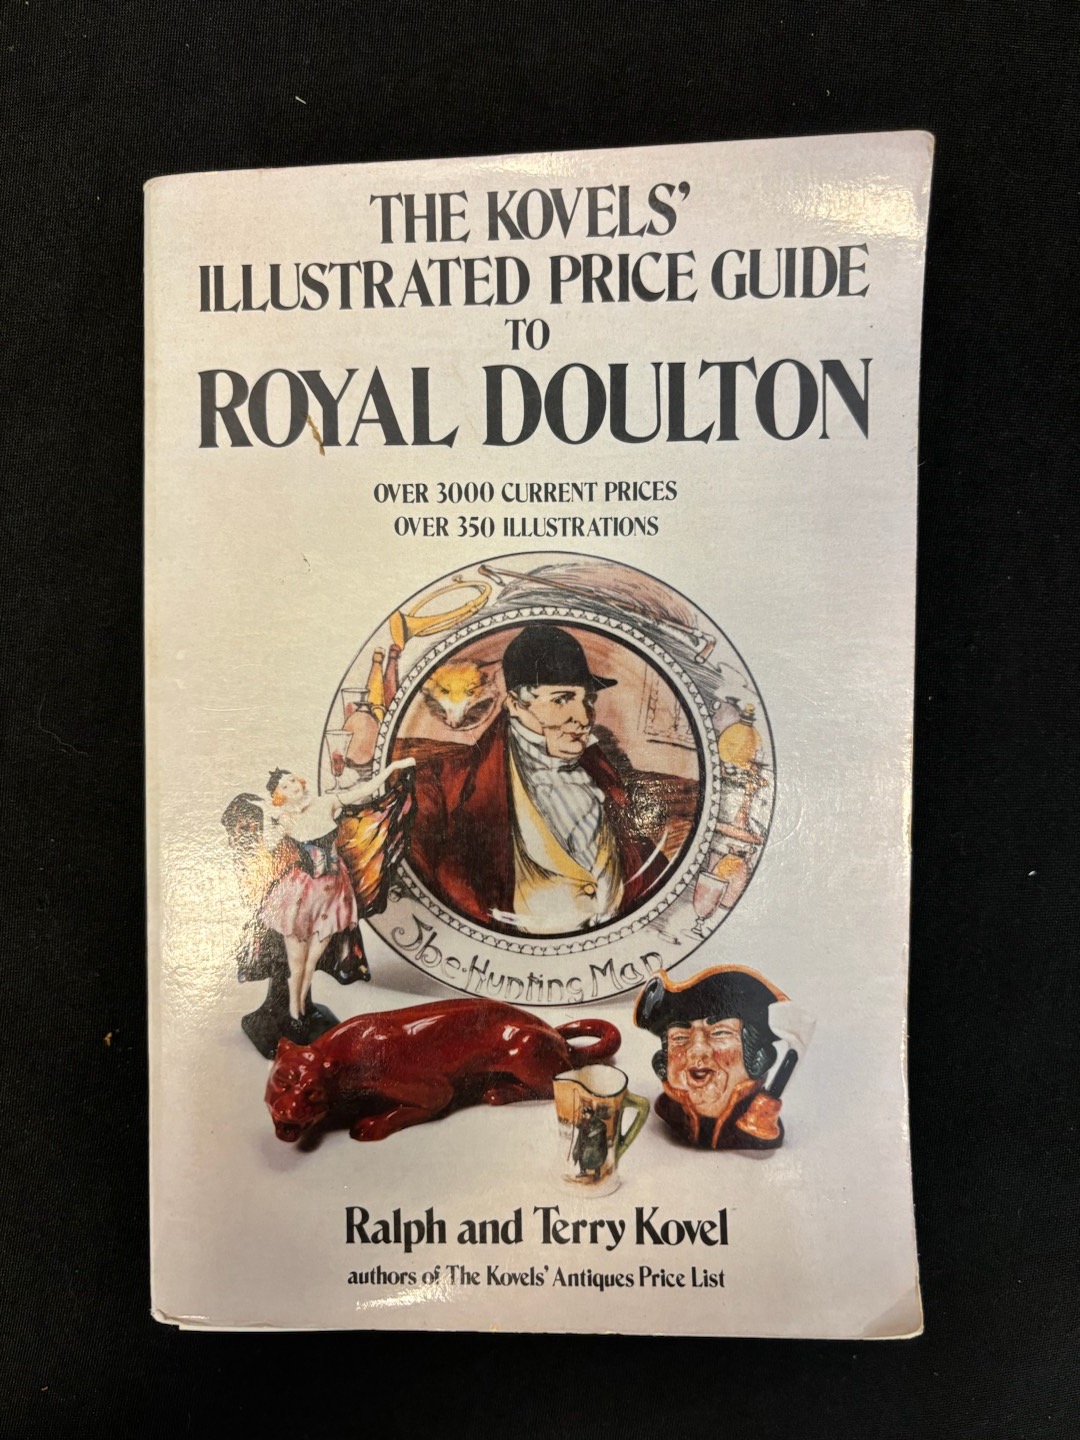 THE KOVELS'
ILLUSTRATED PRICE GUIDE
TO
ROYAL DOULTON
OVER 3000 CURRENT PRICES
OVER 350 ILLUSTRATIONS
The Hunting Man
Ralph and Terry Kovel
authors of The Kovels' Antiques Price List